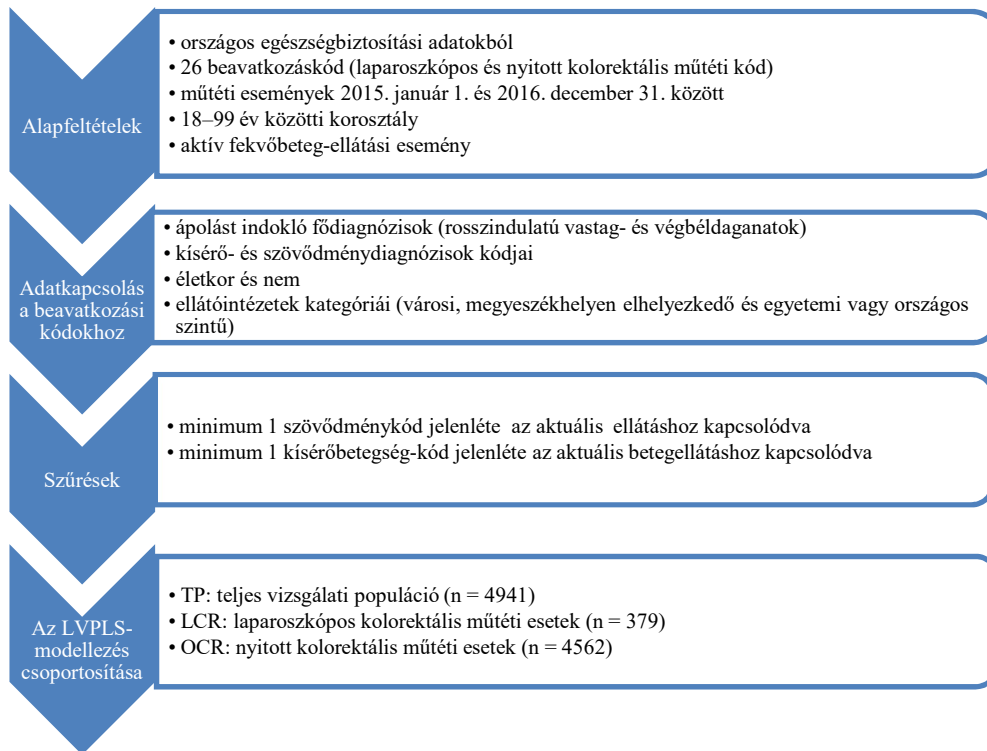 Alapfeltételek
• országos egészségbiztosítási adatokból
• 26 beavatkozáskód (laparoszkópos és nyitott kolorektális műtéti kód)
• műtéti események 2015. január 1. és 2016. december 31. között
• 18–99 év közötti korosztály
• aktív fekvőbeteg-ellátási esemény
Adatkapcsolás
a beavatkozási
kódokhoz
• ápolást indokló fődiagnózisok (rosszindulatú vastag- és végbéldaganatok)
• kísérő- és szövődménydiagnózisok kódjai
• életkor és nem
• ellátóintézetek kategóriái (városi, megyeszékhelyen elhelyezkedő és egyetemi vagy országos
szintű)
Szűrések
• minimum 1 szövődménykód jelenléte az aktuális ellátáshoz kapcsolódva
• minimum 1 kísérőbetegség-kód jelenléte az aktuális betegellátáshoz kapcsolódva
Az LVPLS-
modellezés
csoportosítása
• TP: teljes vizsgálati populáció (n = 4941)
• LCR: laparoszkópos kolorektális műtéti esetek (n = 379)
• OCR: nyitott kolorektális műtéti esetek (n = 4562)